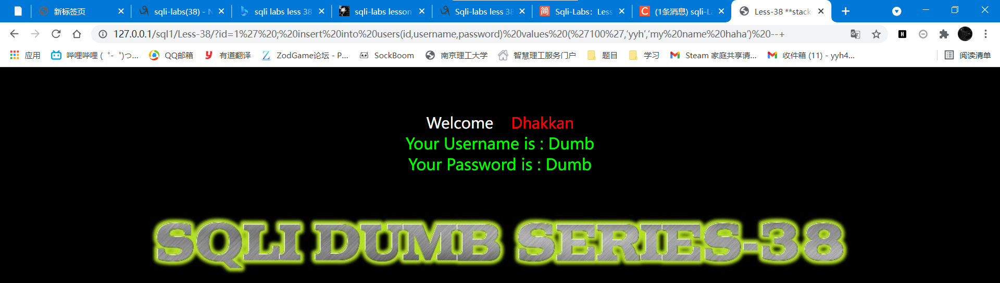 新标签页 sqli-labs(38) - N sqli labs less 38 sqli-labs lesson Sqli-labs less 38 Sqli-Labs：Less (1条消息) sqli-La Less-38 **stack
127.0.0.1/sql1/Less-38/?id=1%27%20;%20insert%20into%20users(id,username,password)%20values%20(%27100%27,‘yyh’,‘my%20name%20haha’)%20--+
应用 哔哩哔哩 (゜-゜)つ... QQ邮箱 有道翻译 ZodGame论坛 - P... SockBoom 南京理工大学 智慧理工服务门户 题目 学习 Steam 家庭共享请... 收件箱 (11) - yyh4... 阅读清单
Welcome Dhakkan
Your Username is : Dumb
Your Password is : Dumb
SQLI DUMB SERIES-38